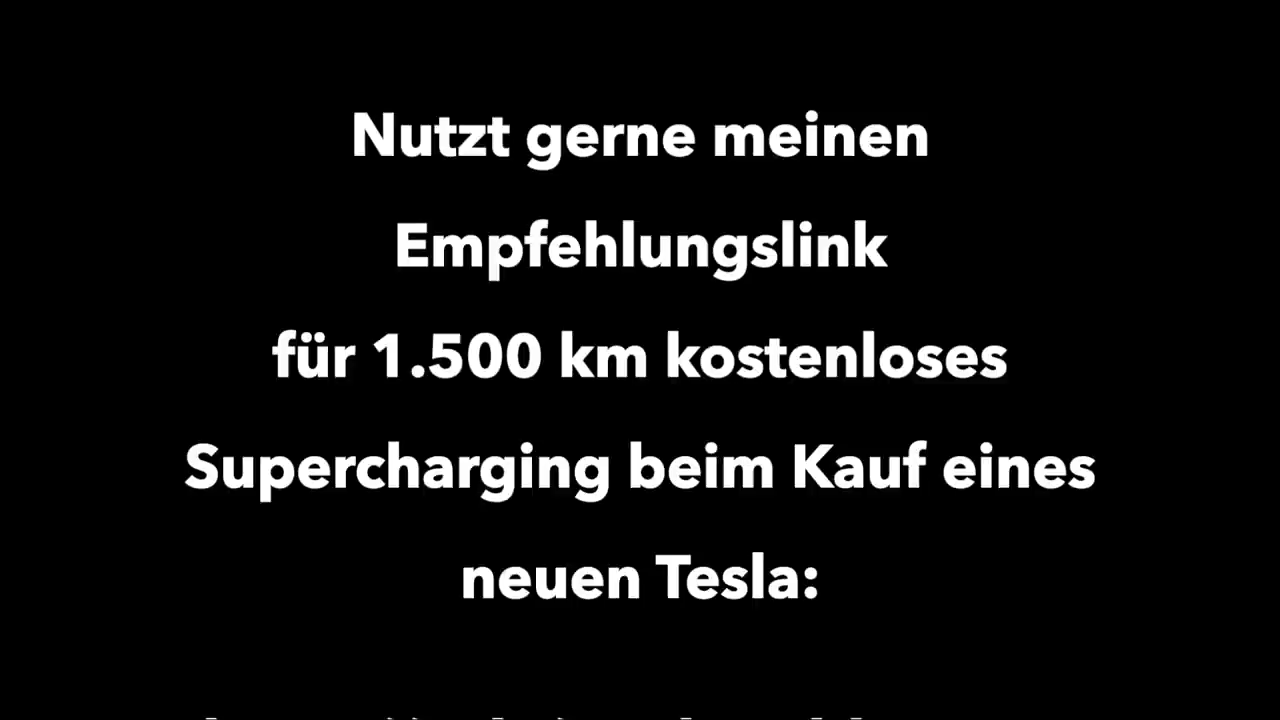 Nutzt gerne meinen
Empfehlungslink
für 1.500 km kostenloses
Supercharging beim Kauf eines
neuen Tesla: